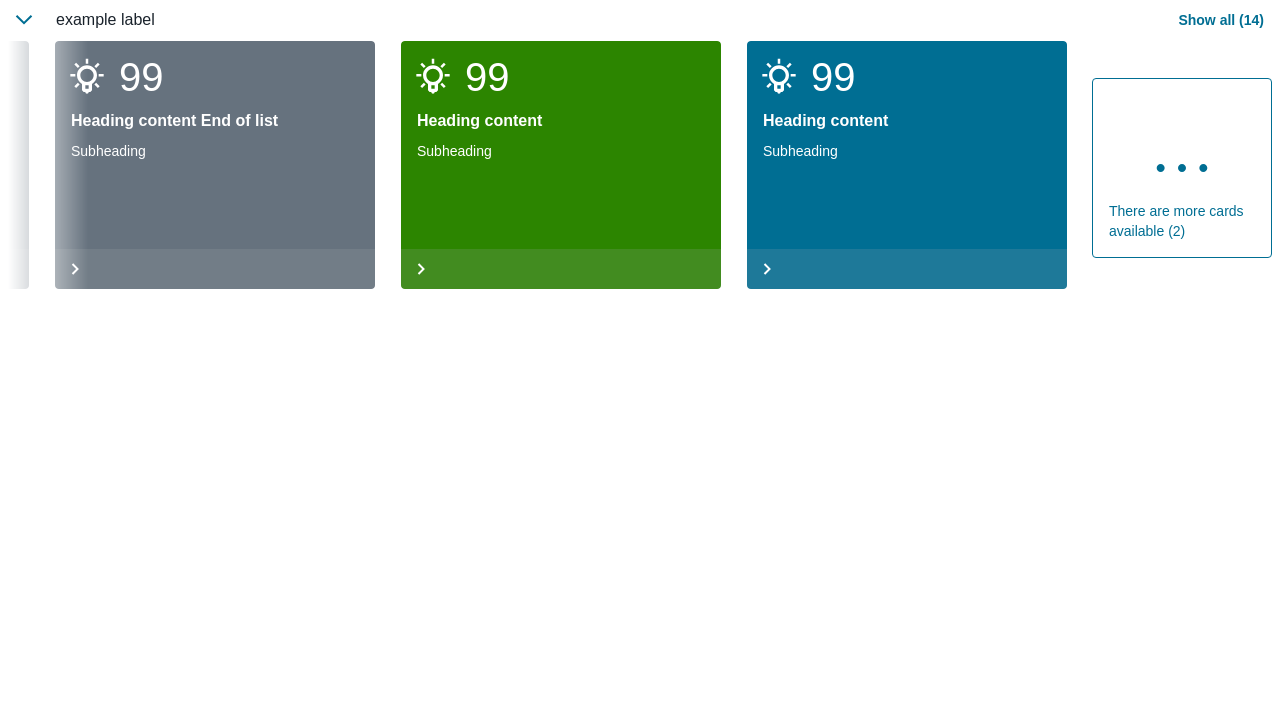 example label
Show all (14)
99
Heading content End of list
Subheading
99
Heading content
Subheading
99
Heading content
Subheading
There are more cards
available (2)